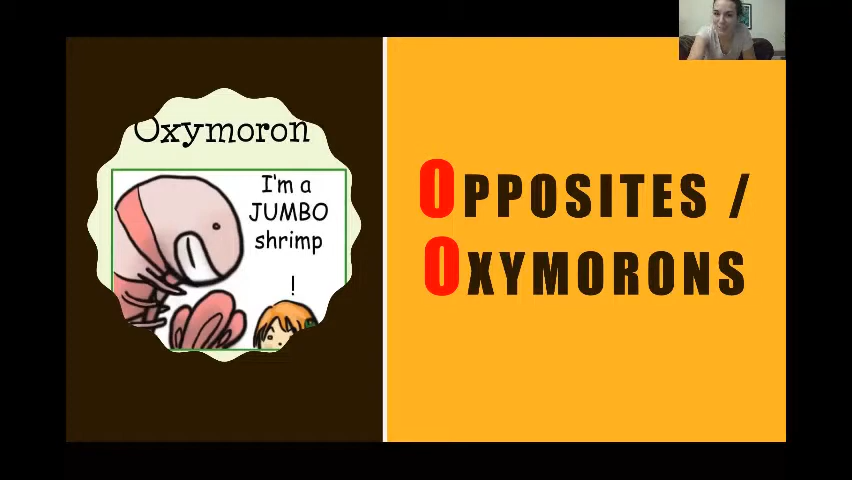 Oxymoron
I'm a
JUMBO
shrimp
!
OPPOSITES /
OXYMORONS